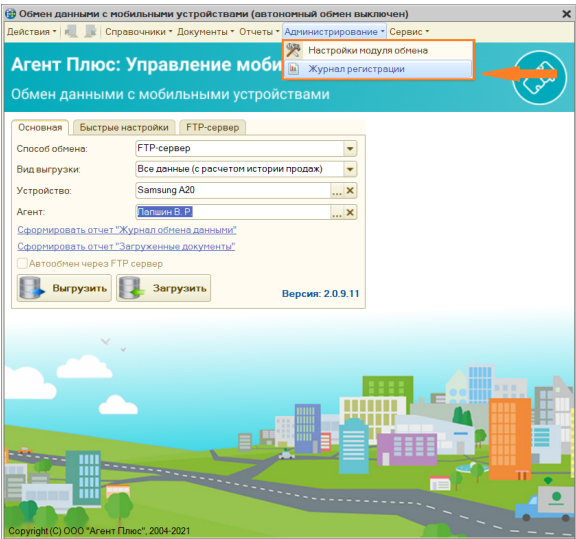 Обмен данными с мобильными устройствами (автономный обмен выключен)
Действия Справочники Документы Отчеты Администрирование Сервис
Настройки модуля обмена
Журнал регистрации
Агент Плюс: Управление моби
Обмен данными с мобильными устройствами
Основная Быстрые настройки FTP-сервер
Способ обмена: FTP-сервер
Вид выгрузки: Все данные (с расчетом истории продаж)
Устройство: Samsung A20
Агент: Лапшин В. Р.
Сформировать отчет "Журнал обмена данными"
Сформировать отчет "Загруженные документы"
Автообмен через FTP сервер
Выгрузить Загрузить Версия: 2.0.9.11
Copyright (C) ООО "Агент Плюс", 2004-2021